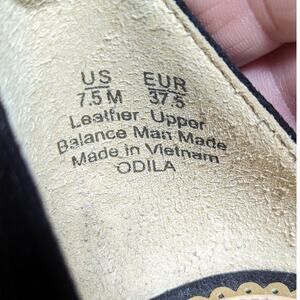 US EUR
7.5 M 37.5
Leather Upper
Balance Man Made
Made in Vietnam
ODILA